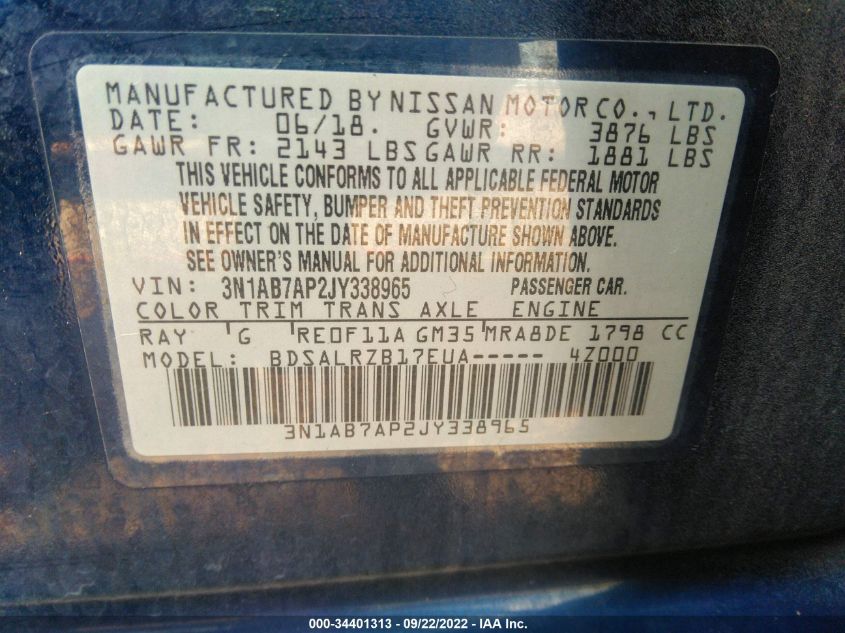 MANUFACTURED BY NISSAN MOTOR CO., LTD.
DATE: 06/18. GVWR: 3876 LBS
GAWR FR: 2143 LBS GAWR RR: 1881 LBS
THIS VEHICLE CONFORMS TO ALL APPLICABLE FEDERAL MOTOR
VEHICLE SAFETY, BUMPER AND THEFT PREVENTION STANDARDS
IN EFFECT ON THE DATE OF MANUFACTURE SHOWN ABOVE.
SEE OWNER'S MANUAL FOR ADDITIONAL INFORMATION.
VIN: 3N1AB7AP2JY338965 PASSENGER CAR.
COLOR TRIM TRANS AXLE ENGINE
RAY G RE0F11A GM35 MRA8DE 1798 CC
MODEL: BDSALRZB17EUA----- 4Z000
3N1AB7AP2JY338965
000-34401313 - 09/22/2022 - IAA Inc.